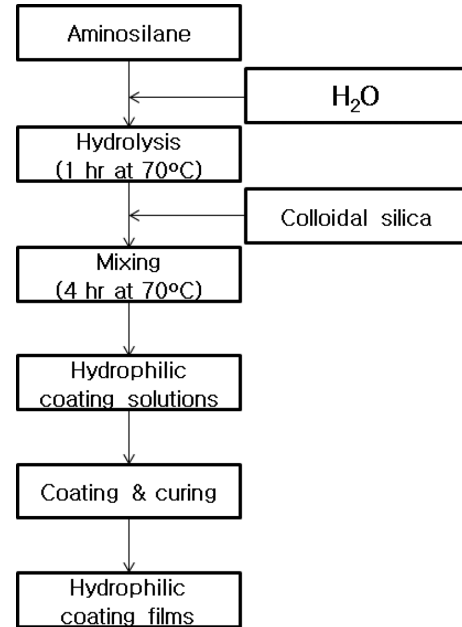 Aminosilane
H₂O
Hydrolysis
(1 hr at 70ºC)
Colloidal silica
Mixing
(4 hr at 70ºC)
Hydrophilic
coating solutions
Coating & curing
Hydrophilic
coating films